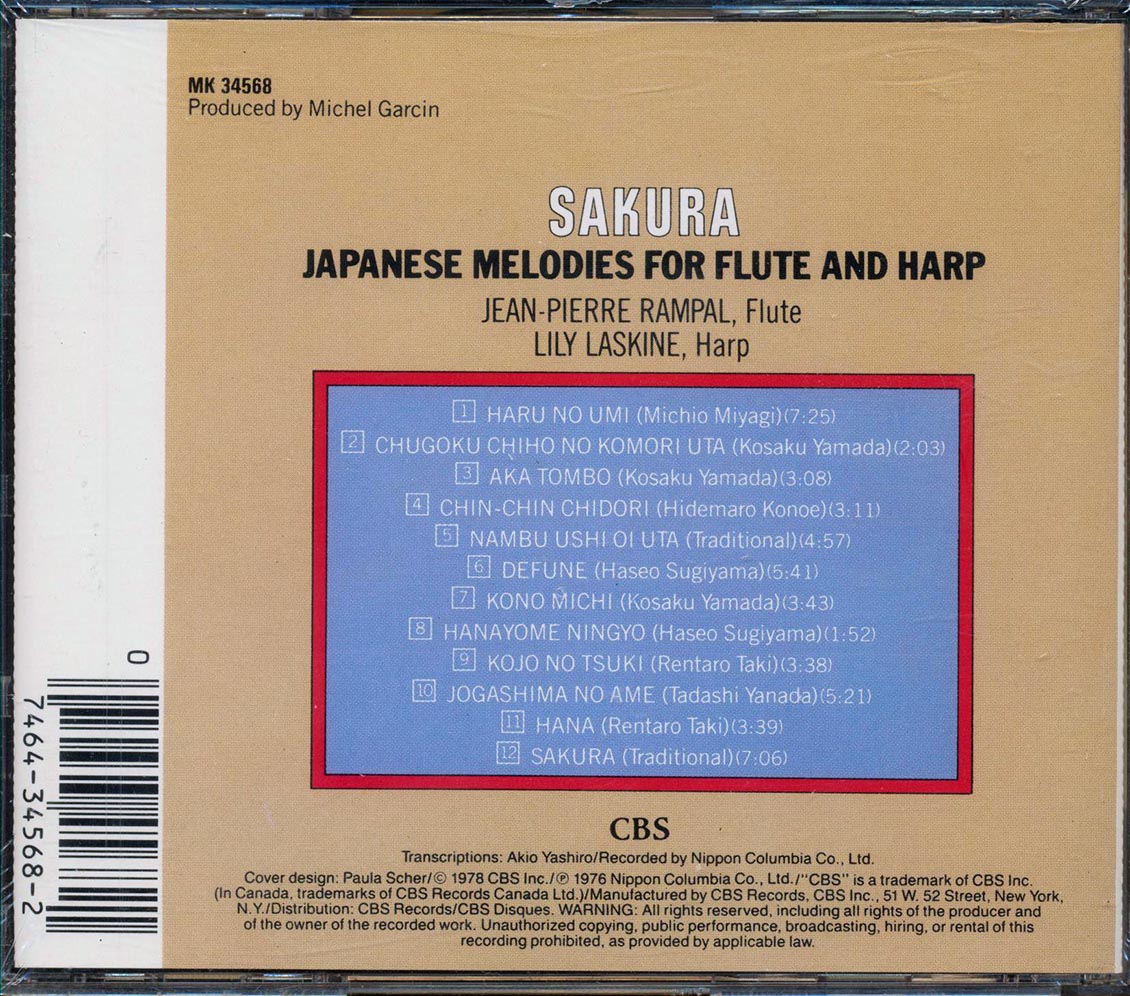 MK 34568
Produced by Michel Garcin
SAKURA
JAPANESE MELODIES FOR FLUTE AND HARP
JEAN-PIERRE RAMPAL, Flute
LILY LASKINE, Harp
1 HARU NO UMI (Michio Miyagi)(7:25)
2 CHUGOKU CHIHO NO KOMORI UTA (Kosaku Yamada)(2:03)
3 AKA TOMBO (Kosaku Yamada)(3:08)
4 CHIN-CHIN CHIDORI (Hidemaro Konoe)(3:11)
5 NAMBU USHI OI UTA (Traditional)(4:57)
6 DEFUNE (Haseo Sugiyama)(5:41)
7 KONO MICHI (Kosaku Yamada)(3:43)
8 HANAYOME NINGYO (Haseo Sugiyama)(1:52)
9 KOJO NO TSUKI (Rentaro Taki)(3:38)
10 JOGASHIMA NO AME (Tadashi Yanada)(5:21)
11 HANA (Rentaro Taki)(3:39)
12 SAKURA (Traditional)(7:06)
CBS
Transcriptions: Akio Yashiro/Recorded by Nippon Columbia Co., Ltd.
Cover design: Paula Scher/© 1978 CBS Inc./℗ 1976 Nippon Columbia Co., Ltd./"CBS" is a trademark of CBS Inc.
(In Canada, trademarks of CBS Records Canada Ltd.)/Manufactured by CBS Records, CBS Inc., 51 W. 52 Street, New York,
N.Y./Distribution: CBS Records/CBS Disques. WARNING: All rights reserved, including all rights of the producer and
of the owner of the recorded work. Unauthorized copying, public performance, broadcasting, hiring, or rental of this
recording prohibited, as provided by applicable law.
0
7464-34568-2